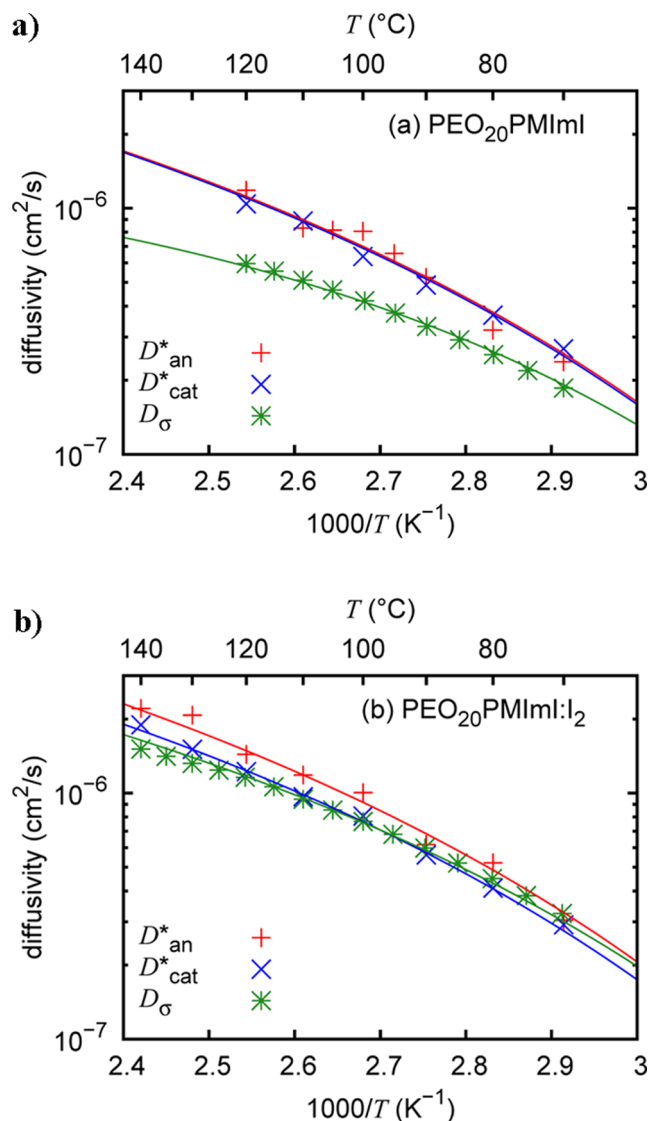 a)
T (°C)
140 120 100 80
(a) PEO₂₀PMImI
diffusivity (cm²/s)
10⁻⁶
10⁻⁷
D*an
D*cat
Dσ
2.4 2.5 2.6 2.7 2.8 2.9 3
1000/T (K⁻¹)
b)
T (°C)
140 120 100 80
(b) PEO₂₀PMImI:I₂
diffusivity (cm²/s)
10⁻⁶
10⁻⁷
D*an
D*cat
Dσ
2.4 2.5 2.6 2.7 2.8 2.9 3
1000/T (K⁻¹)